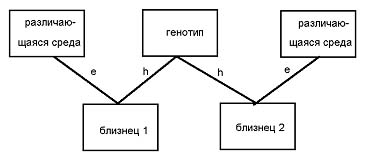 различаю-
щаяся среда
генотип
различаю-
щаяся среда
e
h
h
e
близнец 1
близнец 2